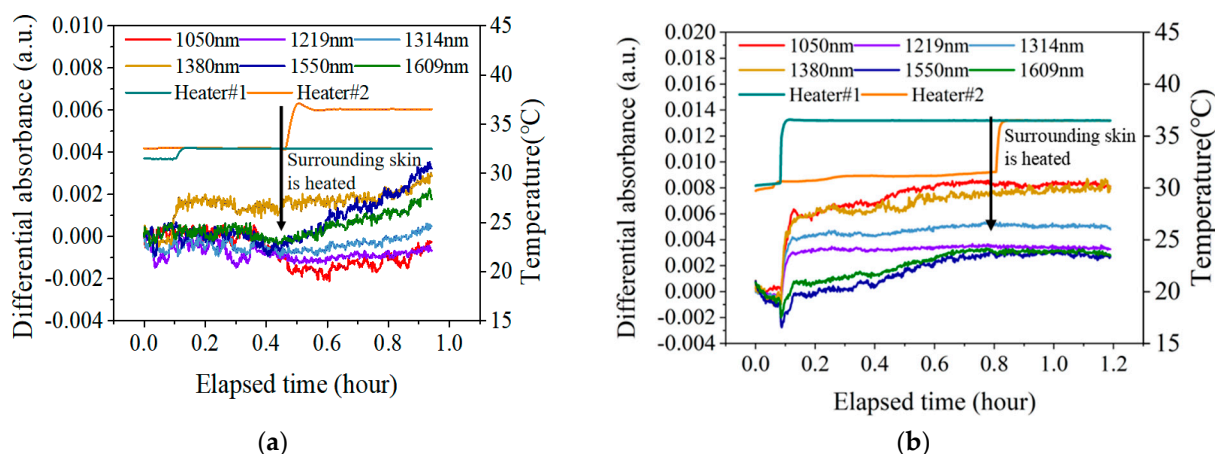 0.010
0.008
0.006
0.004
0.002
0.000
-0.002
-0.004
Differential absorbance (a.u.)
1050nm 1219nm 1314nm
1380nm 1550nm 1609nm
Heater#1 Heater#2
Surrounding skin
is heated
45
40
35
30
25
20
15
Temperature(℃)
0.0 0.2 0.4 0.6 0.8 1.0
Elapsed time (hour)
(a)
0.020
0.018
0.016
0.014
0.012
0.010
0.008
0.006
0.004
0.002
0.000
-0.002
-0.004
Differential absorbance (a.u.)
1050nm 1219nm 1314nm
1380nm 1550nm 1609nm
Heater#1 Heater#2
Surrounding skin
is heated
45
40
35
30
25
20
15
Temperature(℃)
0.0 0.2 0.4 0.6 0.8 1.0 1.2
Elapsed time (hour)
(b)